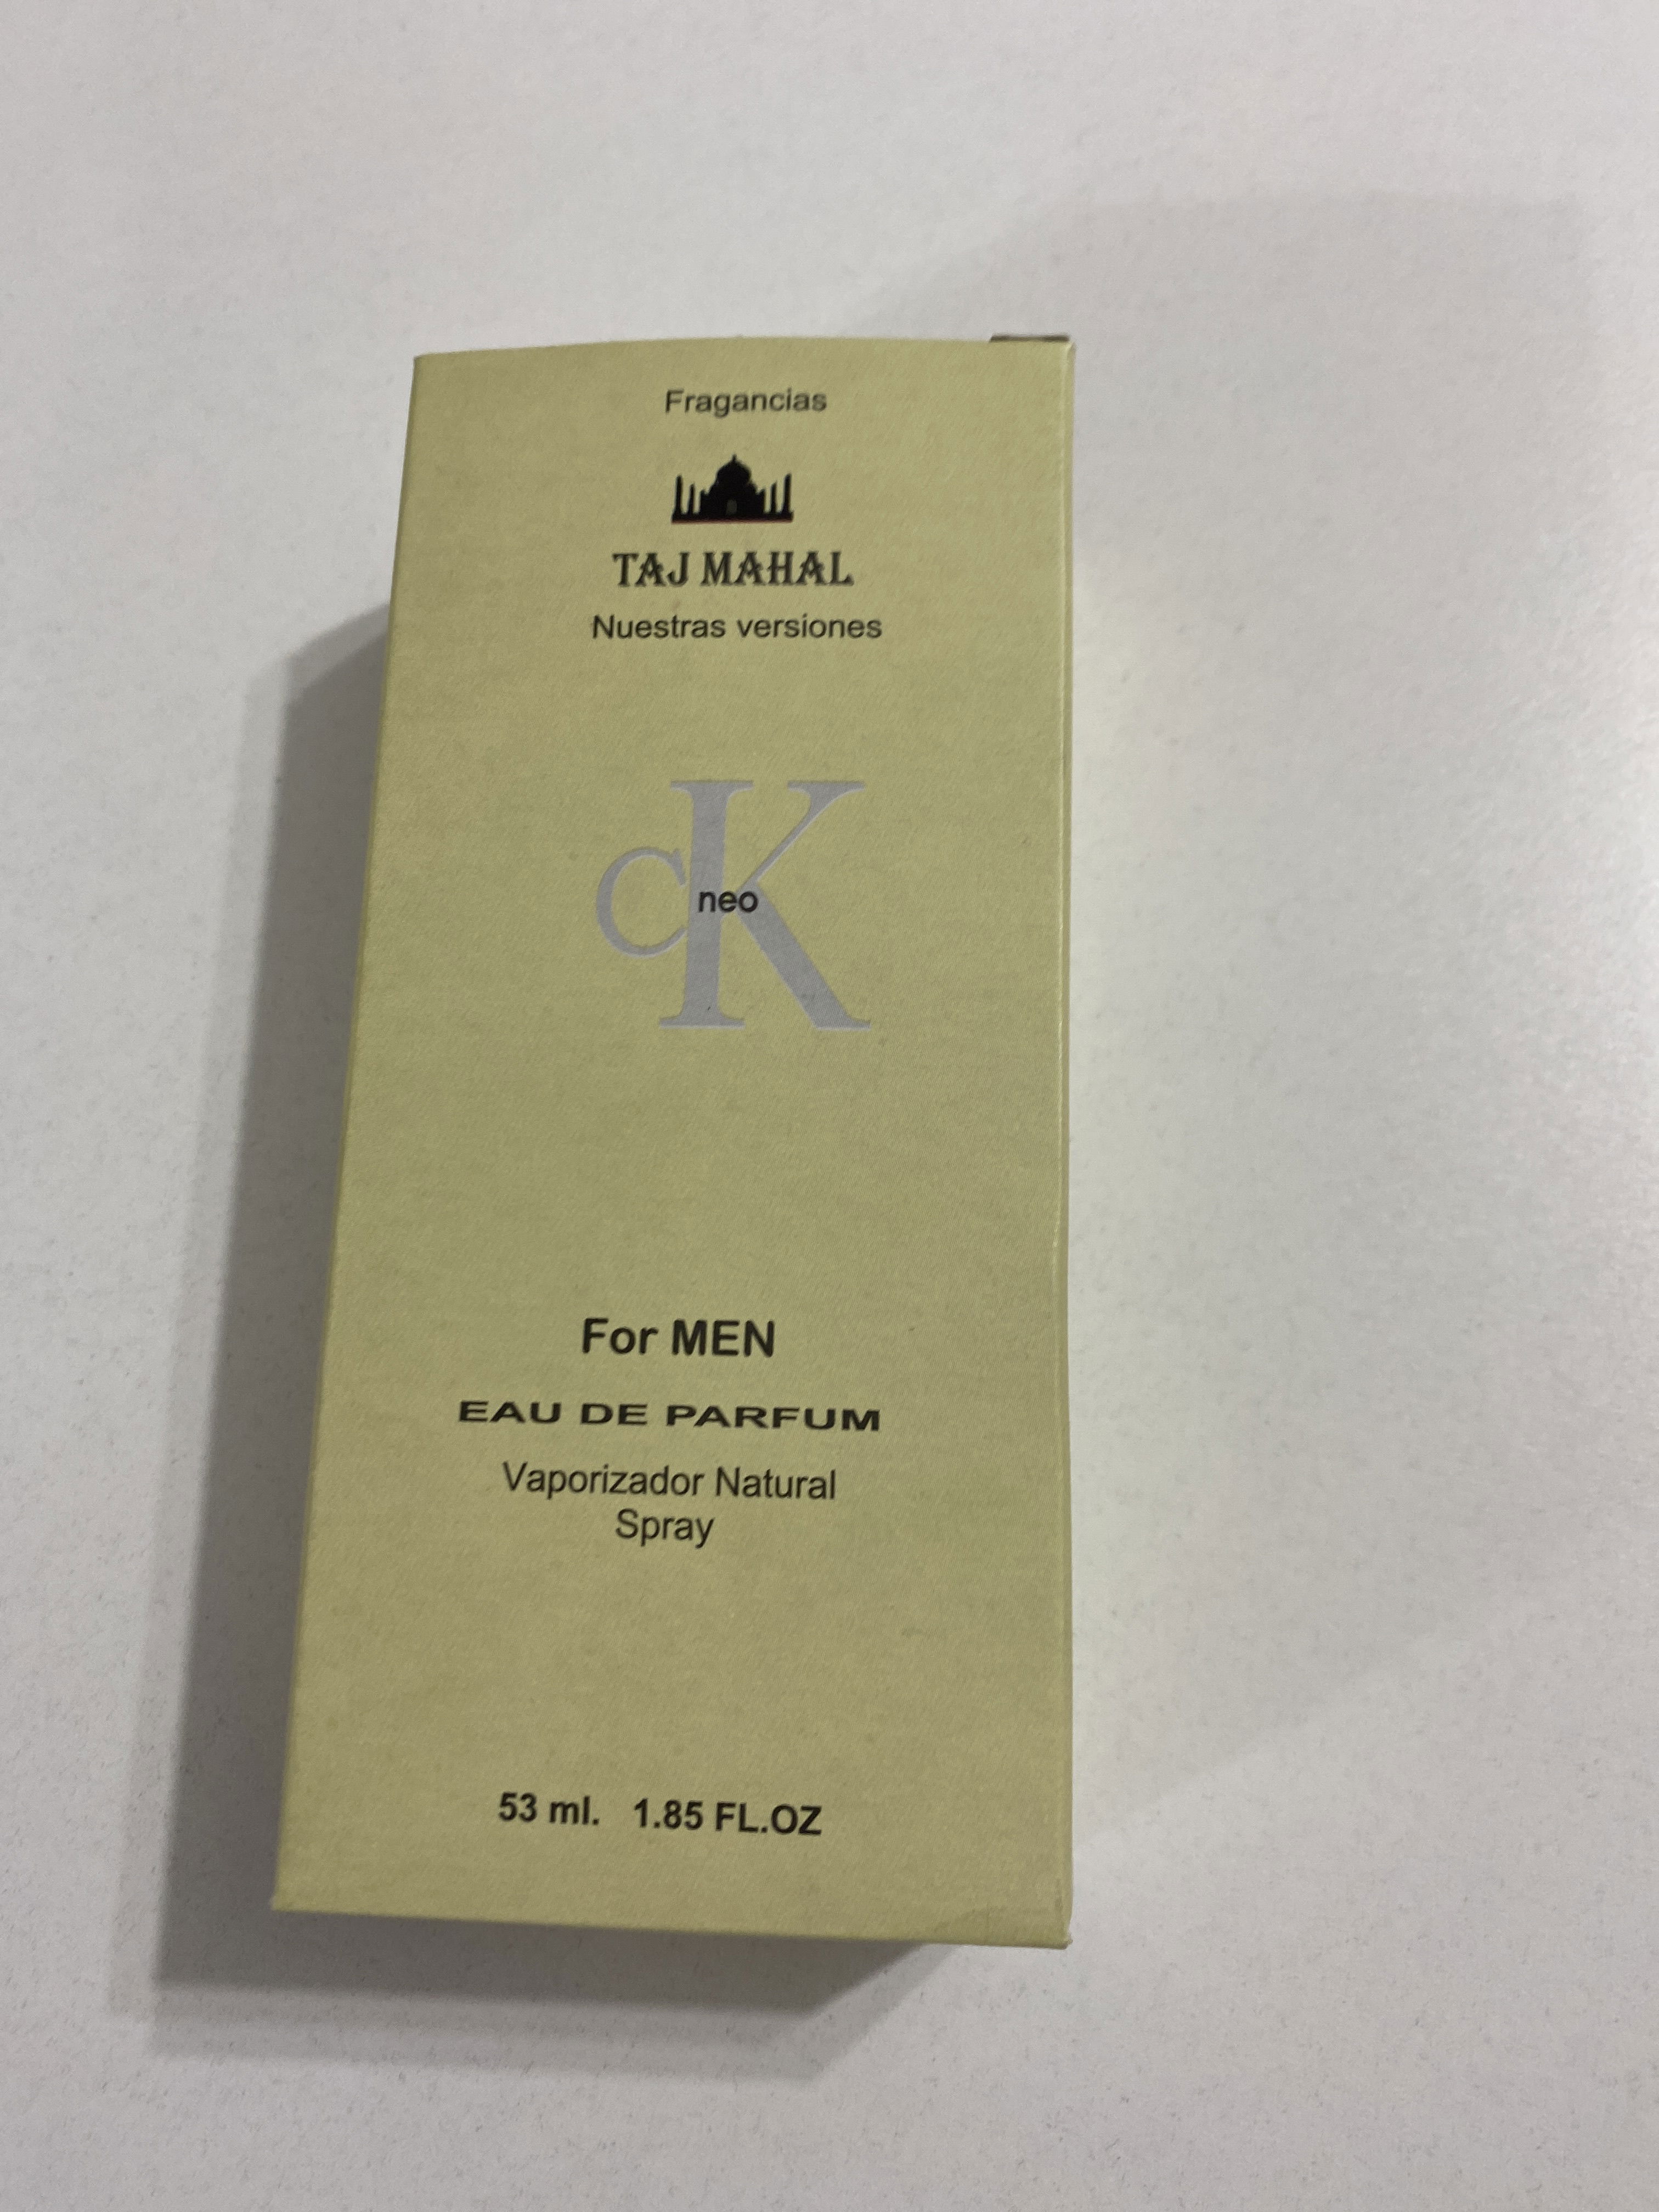 Fragancias
TAJ MAHAL
Nuestras versiones
cK
neo
For MEN
EAU DE PARFUM
Vaporizador Natural
Spray
53 ml. 1.85 FL.OZ